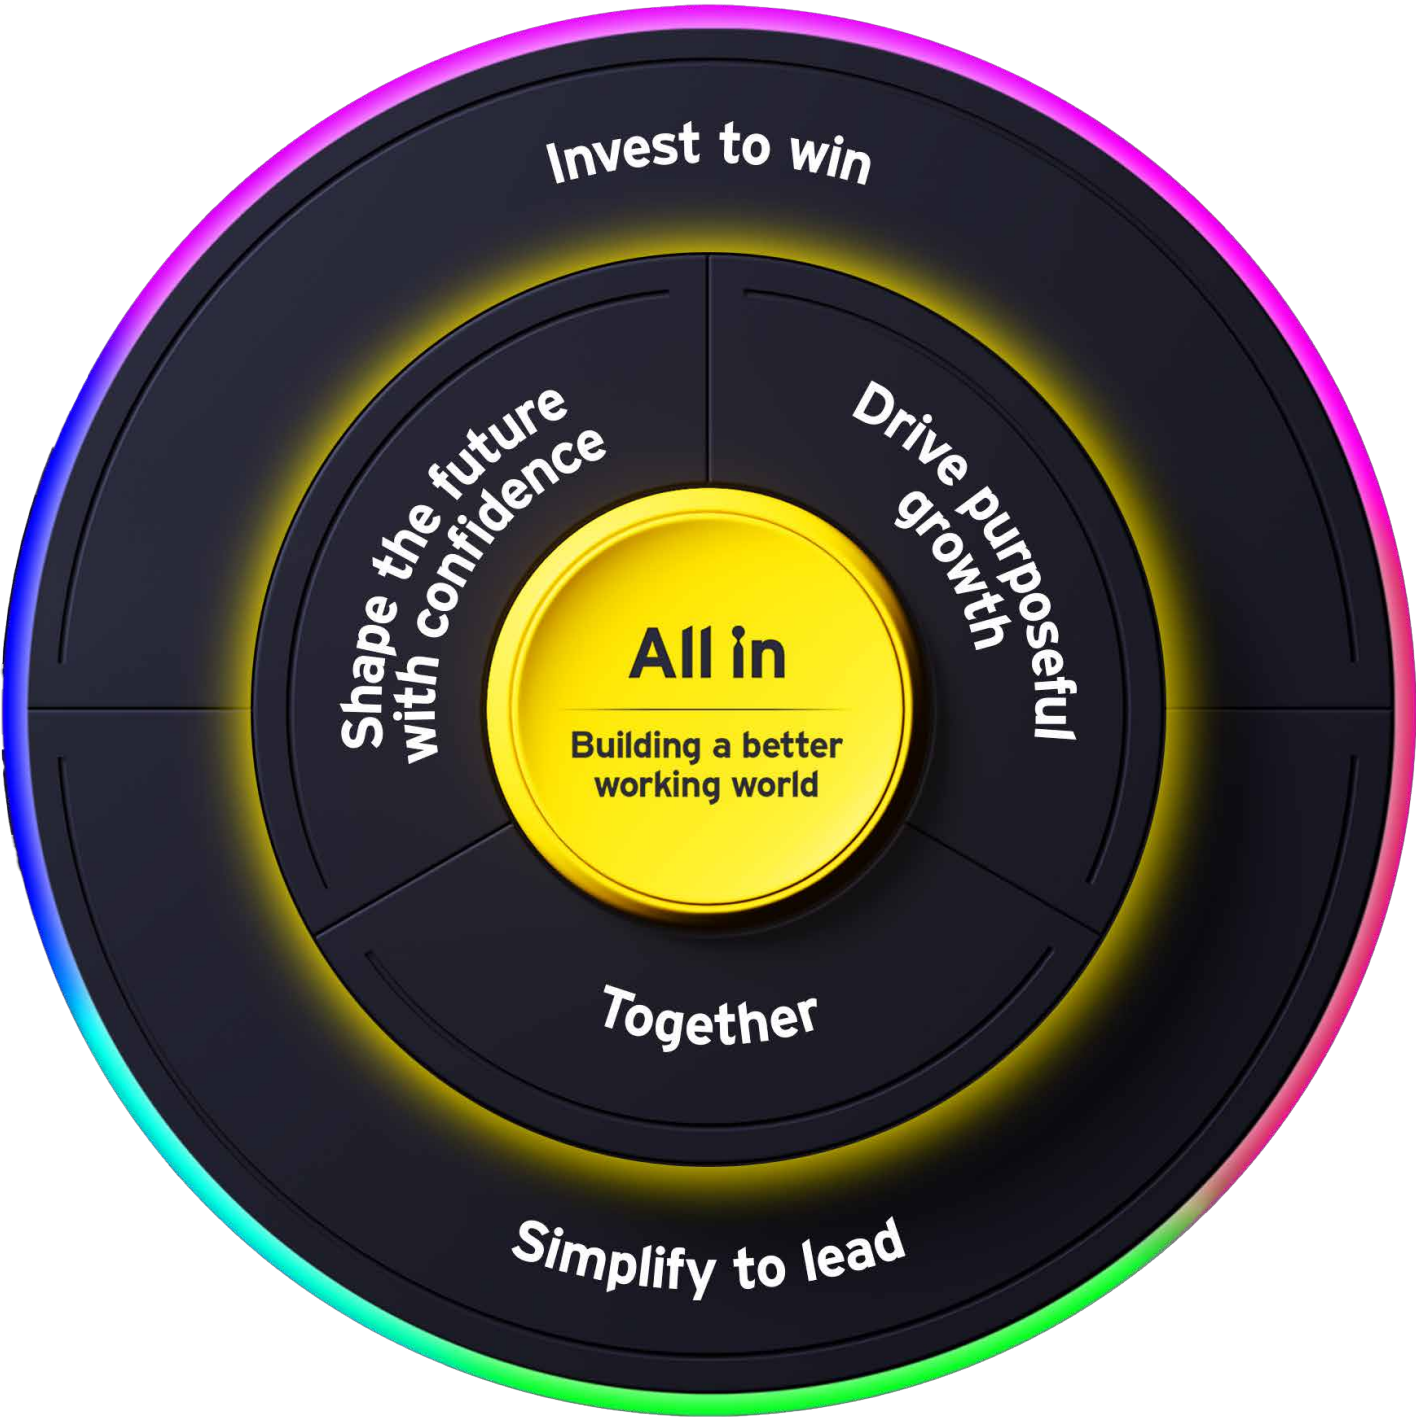 Invest to win
Shape the future
with confidence
Drive purposeful
growth
All in
Building a better
working world
Together
Simplify to lead